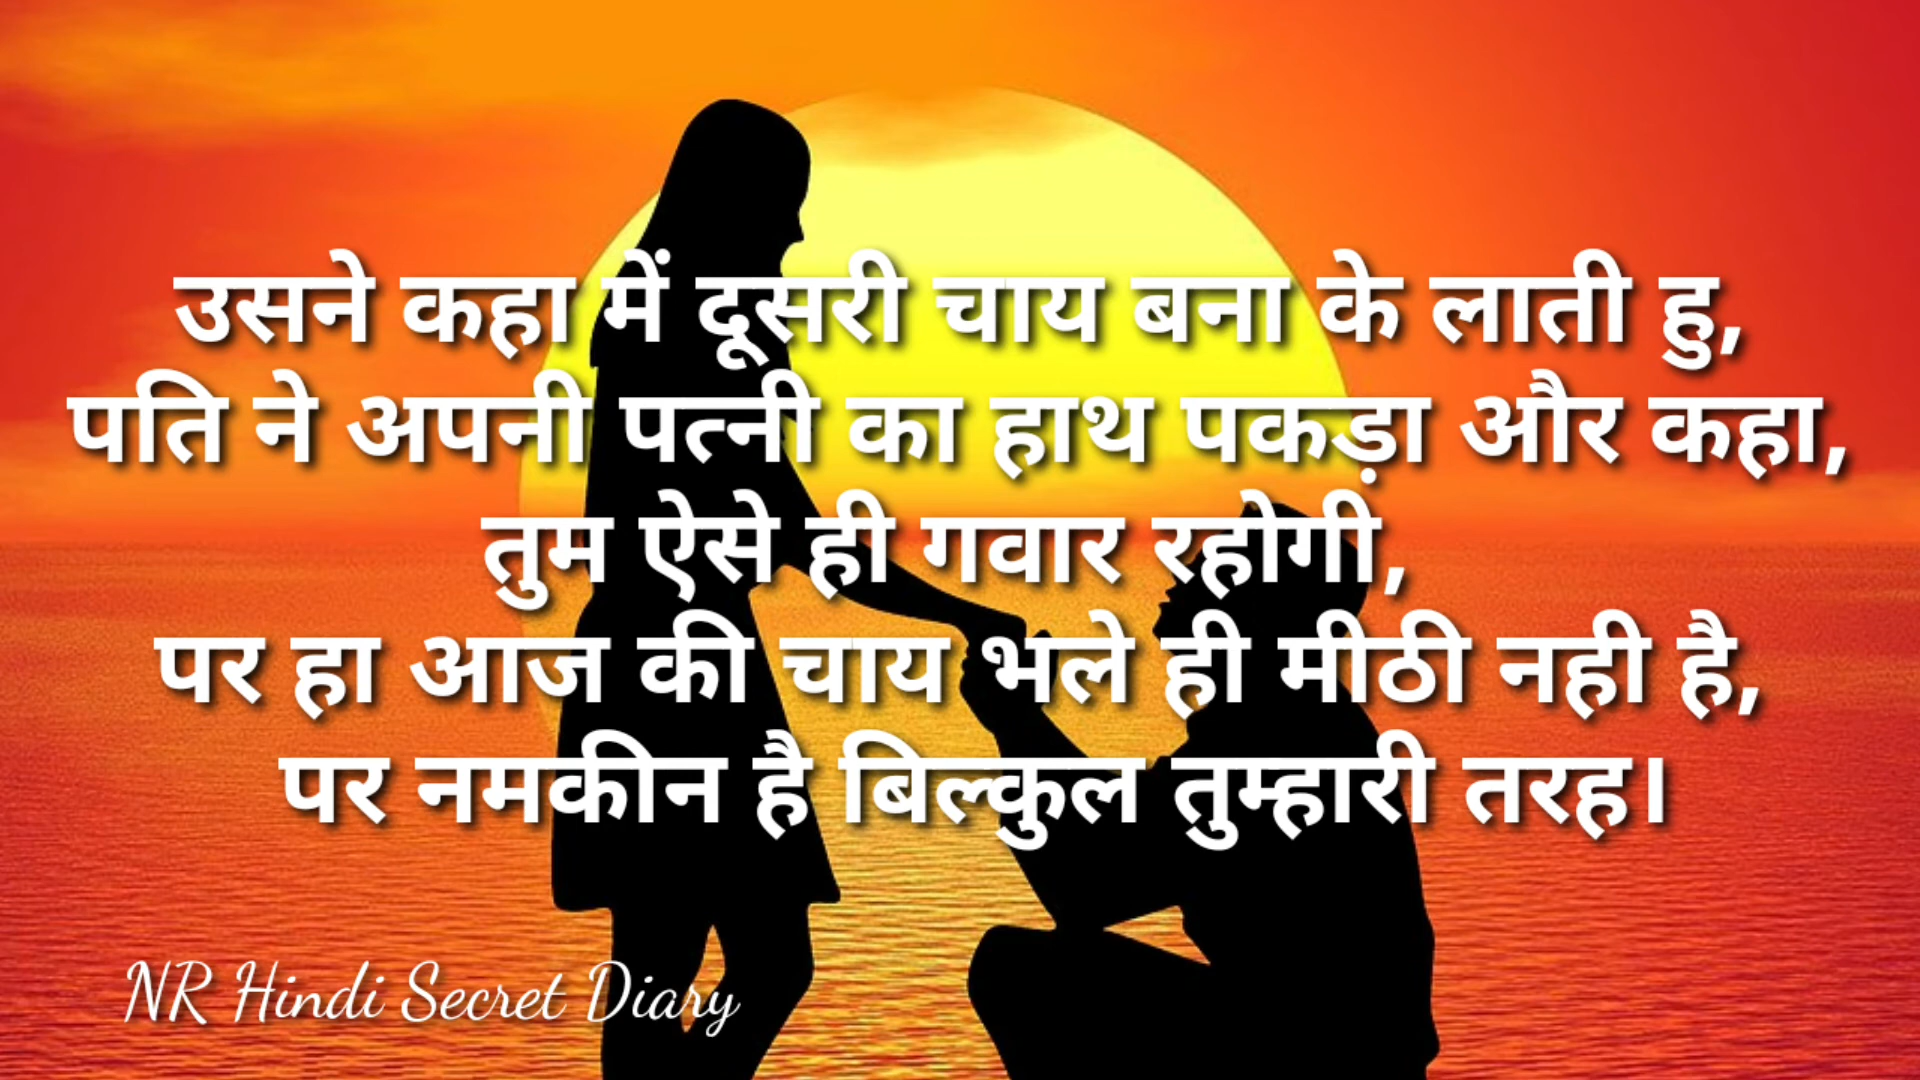 उसने कहा में दूसरी चाय बना के लाती हु,
पति ने अपनी पत्नी का हाथ पकड़ा और कहा,
तुम ऐसे ही गवार रहोगी,
पर हा आज की चाय भले ही मीठी नही है,
पर नमकीन है बिल्कुल तुम्हारी तरह।
NR Hindi Secret Diary